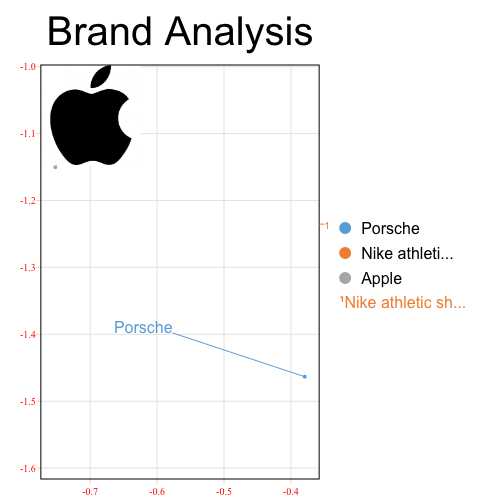 Brand Analysis
-1.0
-1.1
-1.2
-1.3
-1.4
-1.5
-1.6
-0.7
-0.6
-0.5
-0.4
Porsche
1
Porsche
Nike athleti...
Apple
¹Nike athletic sh...